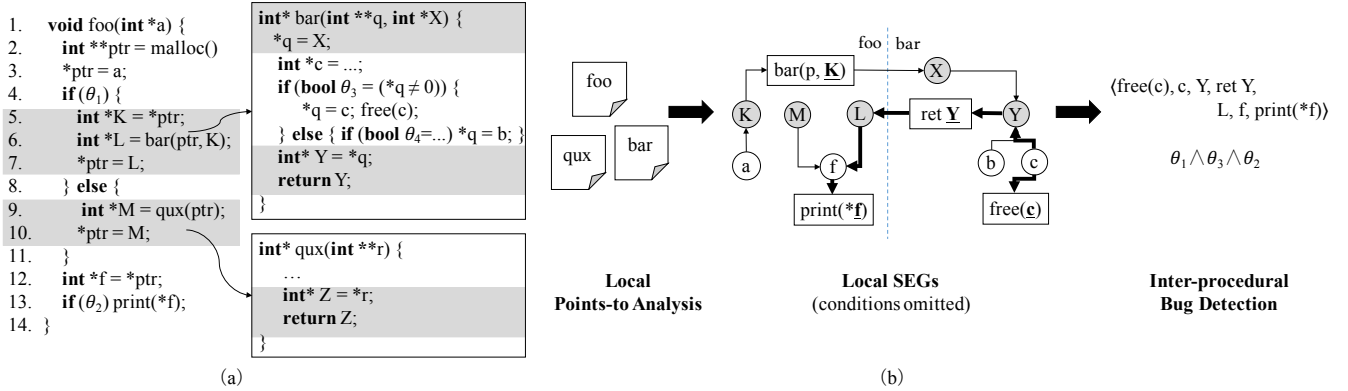 1. void foo(int *a) {
2. int **ptr = malloc()
3. *ptr = a;
4. if (θ1) {
5. int *K = *ptr;
6. int *L = bar(ptr, K);
7. *ptr = L;
8. } else {
9. int *M = qux(ptr);
10. *ptr = M;
11. }
12. int *f = *ptr;
13. if (θ2) print(*f);
14. }
int* bar(int **q, int *X) {
*q = X;
int *c = ...;
if (bool θ3 = (*q ≠ 0)) {
*q = c; free(c);
} else { if (bool θ4=...) *q = b; }
int* Y = *q;
return Y;
}
int* qux(int **r) {
…
int* Z = *r;
return Z;
}
(a)
foo
qux
bar
Local
Points-to Analysis
foo bar
bar(p, K)
X
K
M
L
ret Y
Y
a
f
b
c
print(*f)
free(c)
Local SEGs
(conditions omitted)
⟨free(c), c, Y, ret Y,
L, f, print(*f)⟩
θ1∧θ3∧θ2
Inter-procedural
Bug Detection
(b)